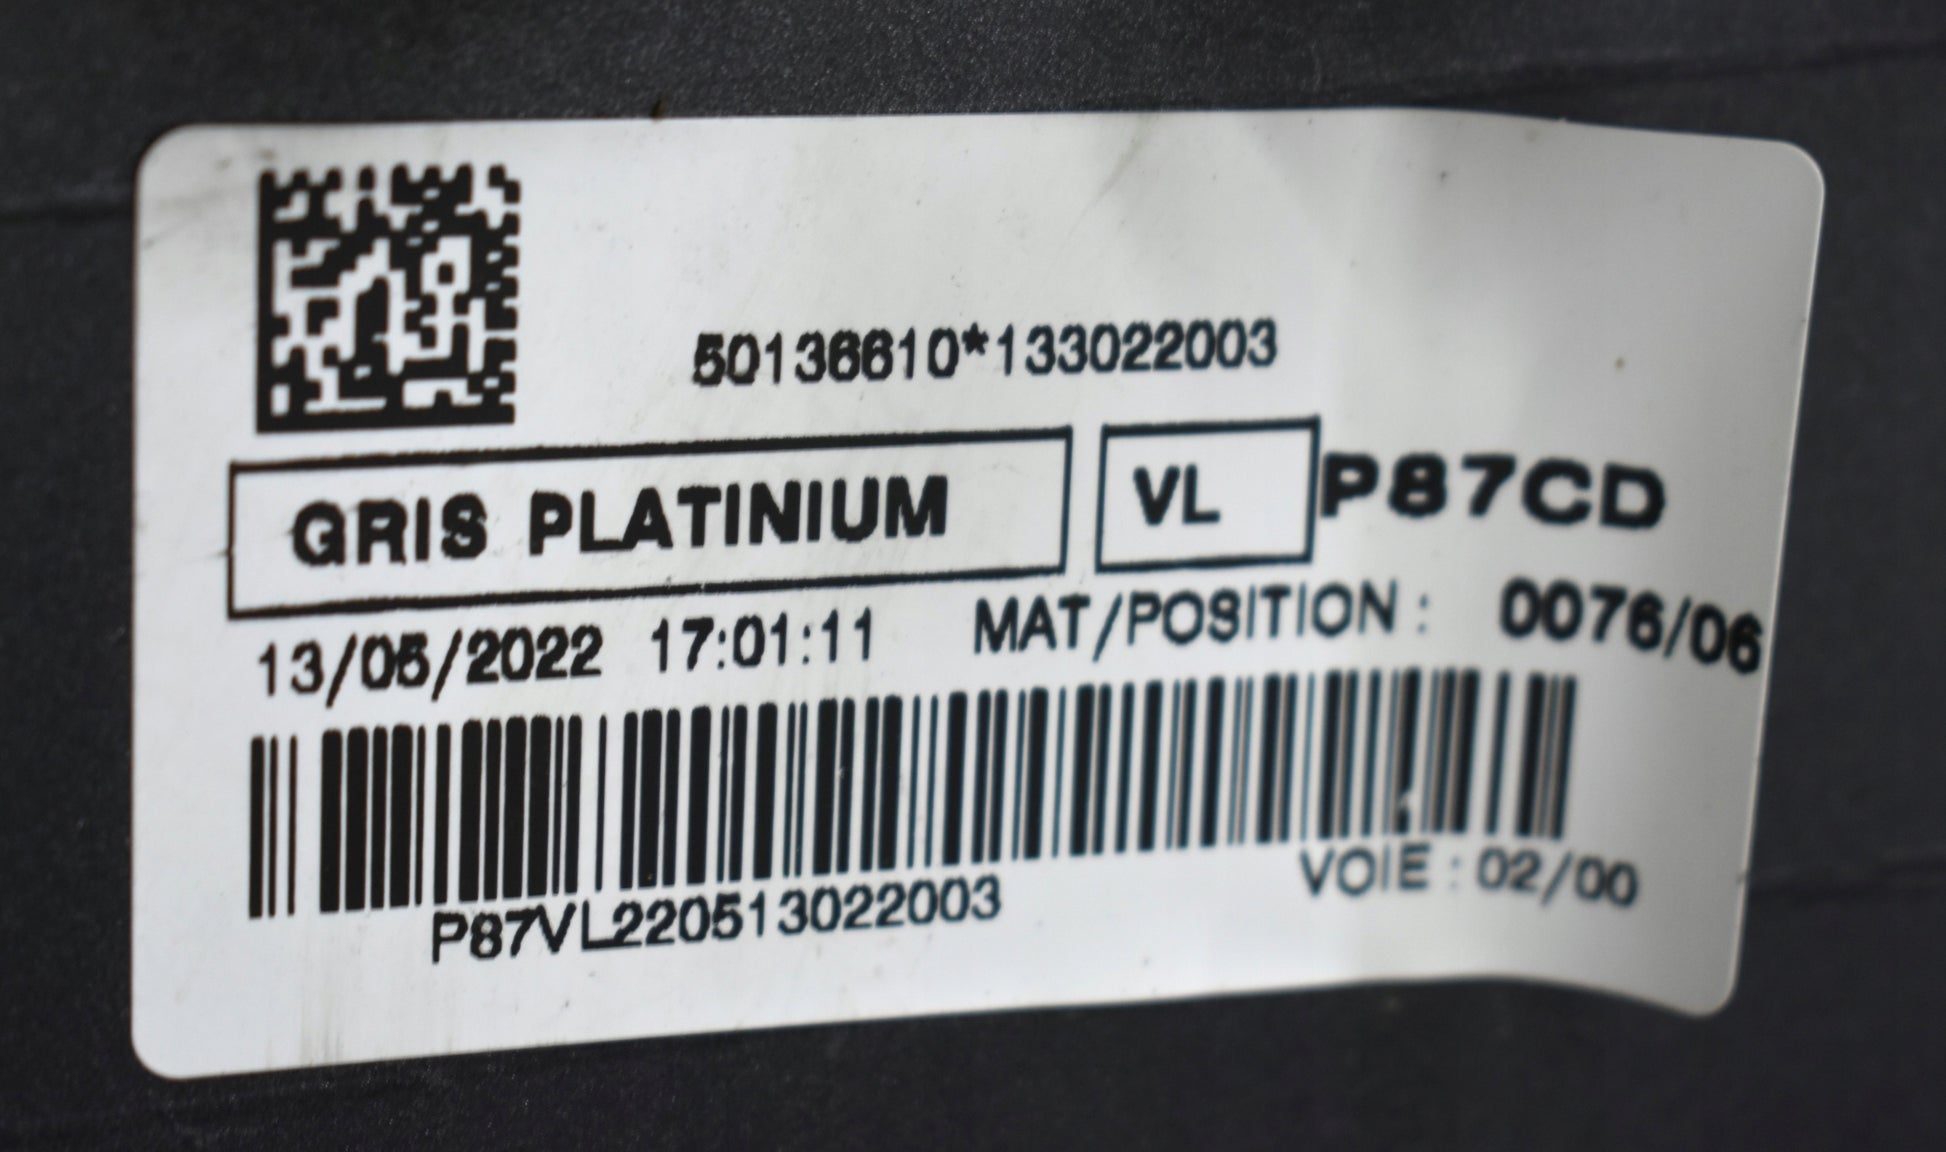 50136610*133022003
GRIS PLATINIUM VL P87CD
13/05/2022 17:01:11 MAT/POSITION : 0076/06
VOIE : 02/00
P87VL220513022003